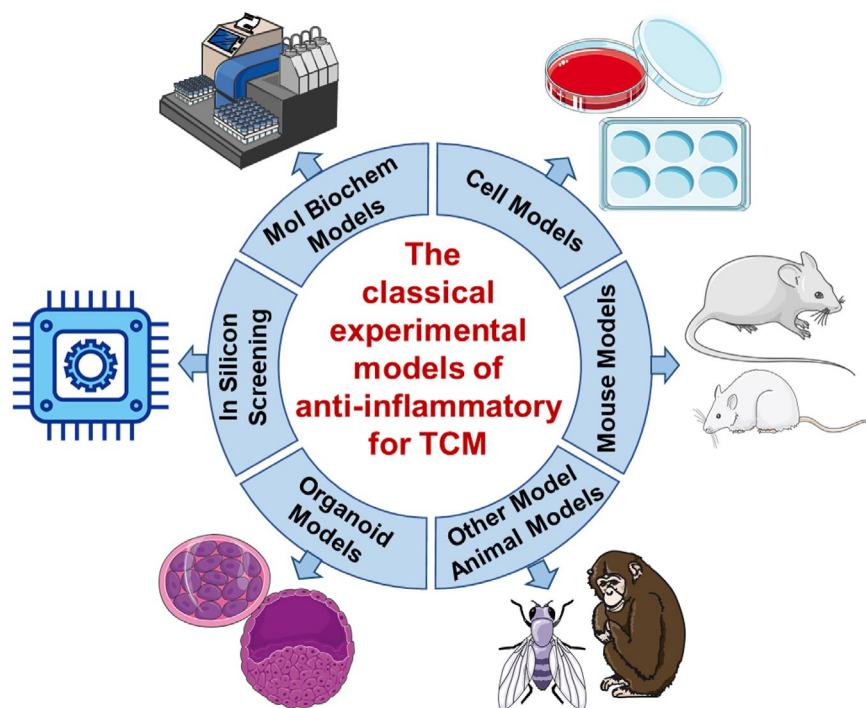 Mol Biochem
Models
Cell Models
The
classical
experimental
models of
anti-inflammatory
for TCM
In Silicon
Screening
Mouse Models
Organoid
Models
Other Model
Animal Models